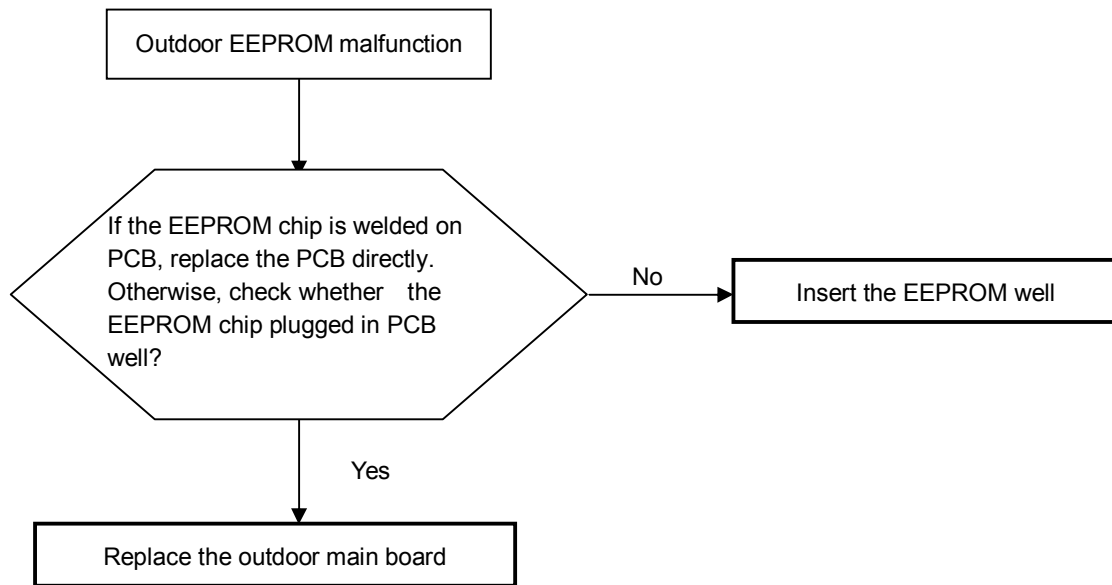 Outdoor EEPROM malfunction
If the EEPROM chip is welded on
PCB, replace the PCB directly.
Otherwise, check whether the
EEPROM chip plugged in PCB
well?
No
Insert the EEPROM well
Yes
Replace the outdoor main board